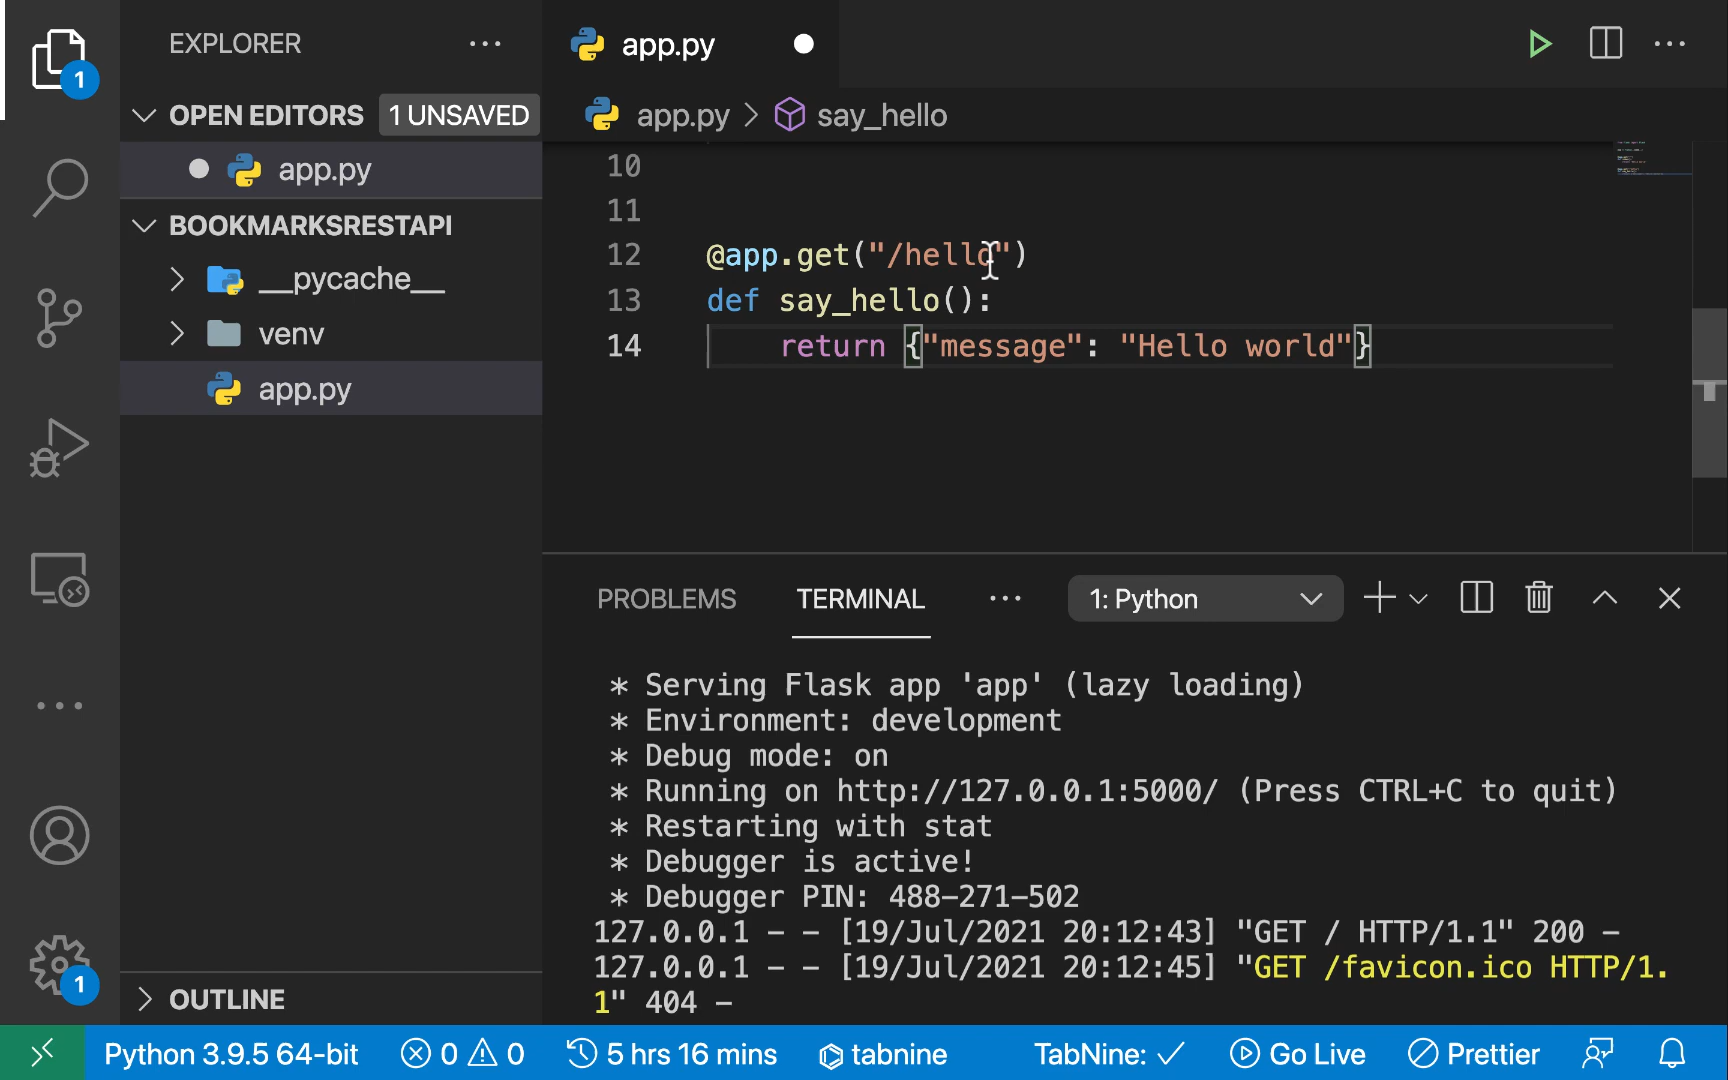 EXPLORER
1
OPEN EDITORS 1 UNSAVED
app.py
BOOKMARKSRESTAPI
__pycache__
venv
app.py
OUTLINE
1
app.py
app.py > say_hello
10
11
12 @app.get("/hello")
13 def say_hello():
14 return {"message": "Hello world"}
PROBLEMS TERMINAL ... 1: Python
* Serving Flask app 'app' (lazy loading)
* Environment: development
* Debug mode: on
* Running on http://127.0.0.1:5000/ (Press CTRL+C to quit)
* Restarting with stat
* Debugger is active!
* Debugger PIN: 488-271-502
127.0.0.1 - - [19/Jul/2021 20:12:43] "GET / HTTP/1.1" 200 -
127.0.0.1 - - [19/Jul/2021 20:12:45] "GET /favicon.ico HTTP/1.
1" 404 -
Python 3.9.5 64-bit 0 0 5 hrs 16 mins tabnine TabNine: ✓ Go Live Prettier